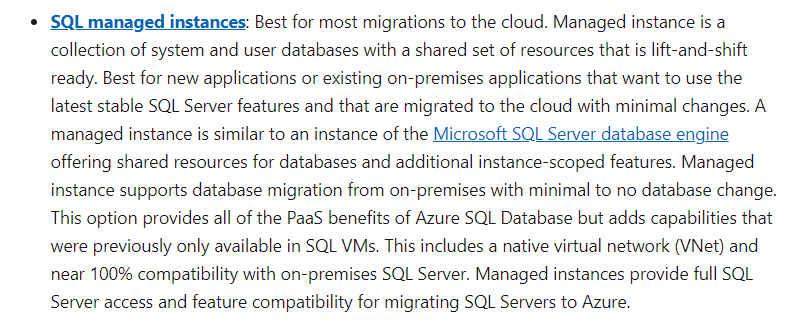 • SQL managed instances: Best for most migrations to the cloud. Managed instance is a
collection of system and user databases with a shared set of resources that is lift-and-shift
ready. Best for new applications or existing on-premises applications that want to use the
latest stable SQL Server features and that are migrated to the cloud with minimal changes. A
managed instance is similar to an instance of the Microsoft SQL Server database engine
offering shared resources for databases and additional instance-scoped features. Managed
instance supports database migration from on-premises with minimal to no database change.
This option provides all of the PaaS benefits of Azure SQL Database but adds capabilities that
were previously only available in SQL VMs. This includes a native virtual network (VNet) and
near 100% compatibility with on-premises SQL Server. Managed instances provide full SQL
Server access and feature compatibility for migrating SQL Servers to Azure.